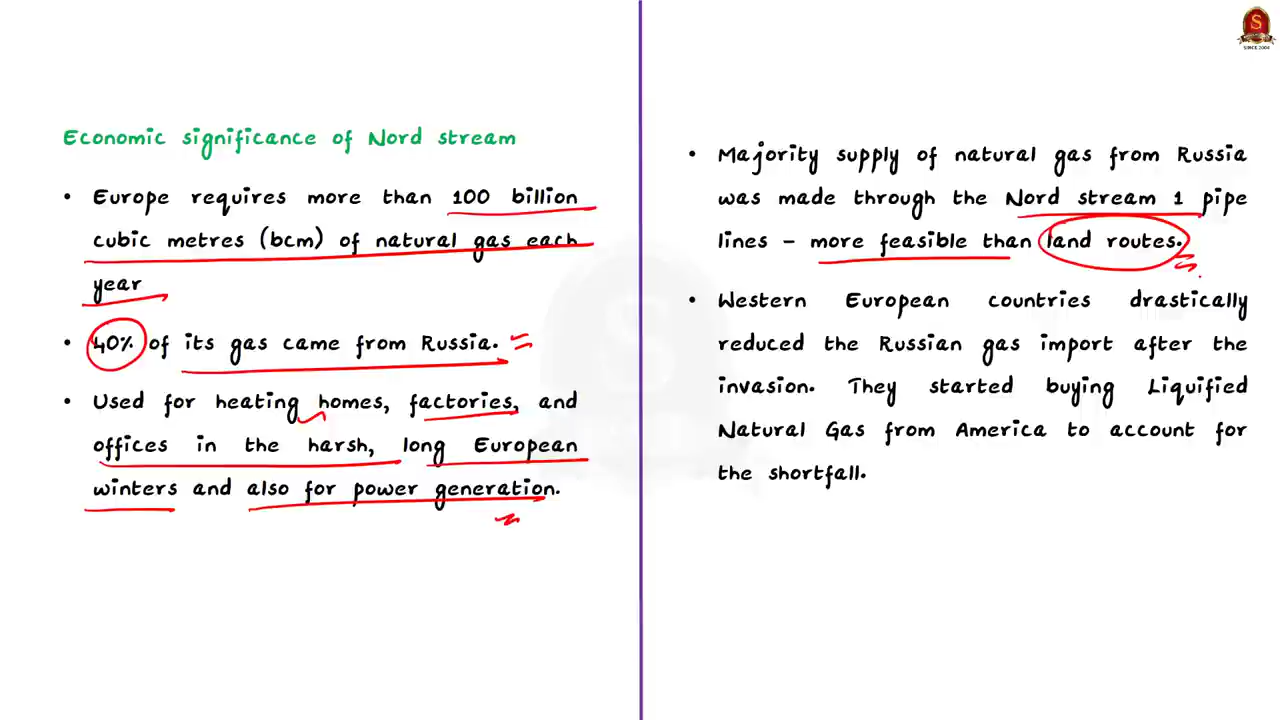 Economic significance of Nord stream
• Europe requires more than 100 billion
cubic metres (bcm) of natural gas each
year
• 40% of its gas came from Russia.
• Used for heating homes, factories, and
offices in the harsh, long European
winters and also for power generation.
• Majority supply of natural gas from Russia
was made through the Nord stream 1 pipe
lines – more feasible than land routes.
• Western European countries drastically
reduced the Russian gas import after the
invasion. They started buying Liquified
Natural Gas from America to account for
the shortfall.
S
SINCE 2004